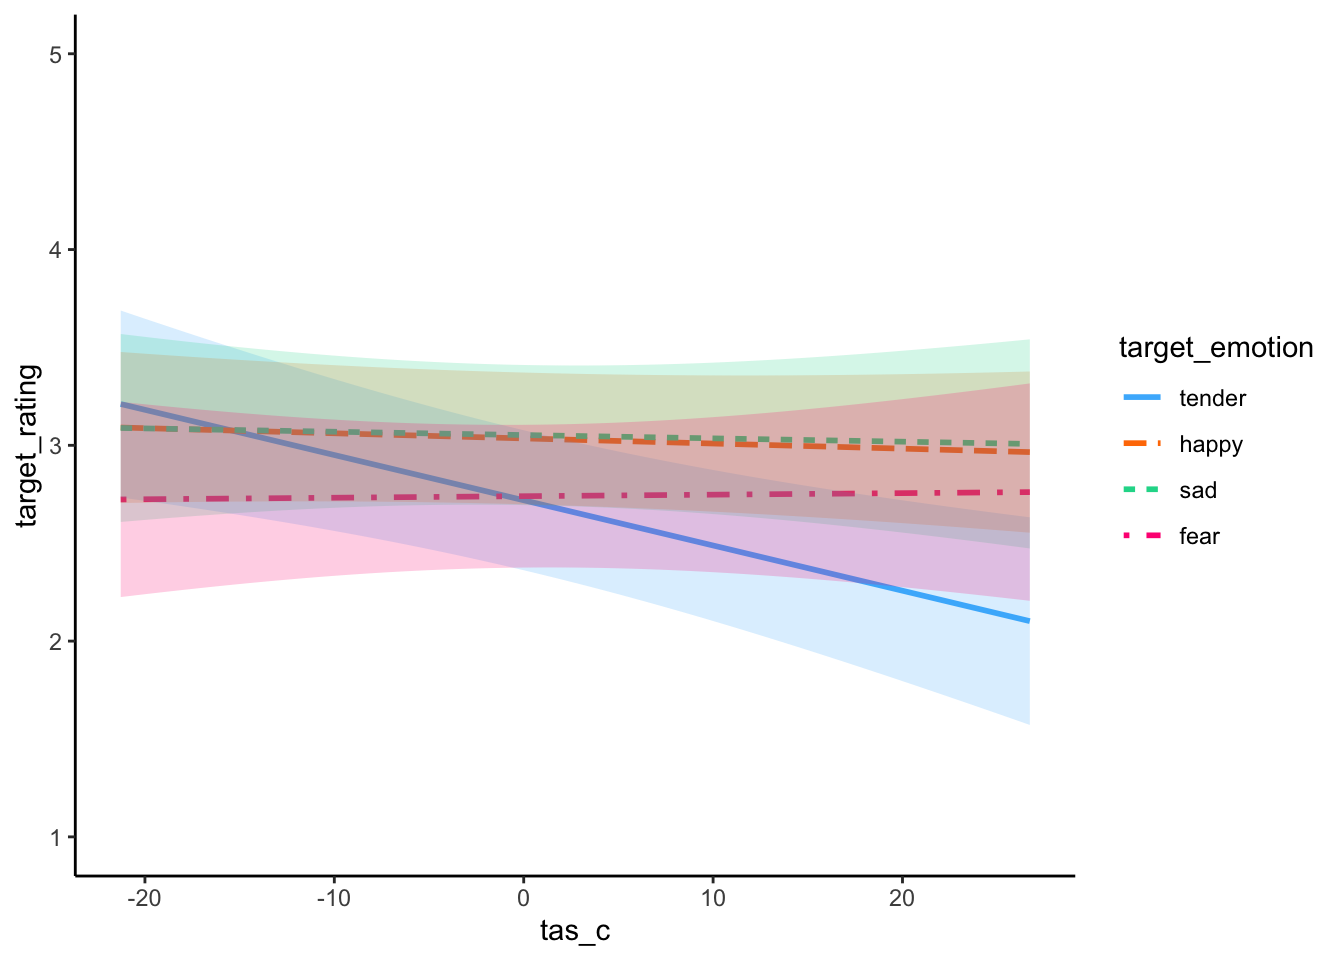 target_rating
5
4
3
2
1
-20
-10
0
10
20
tas_c
target_emotion
tender
happy
sad
fear